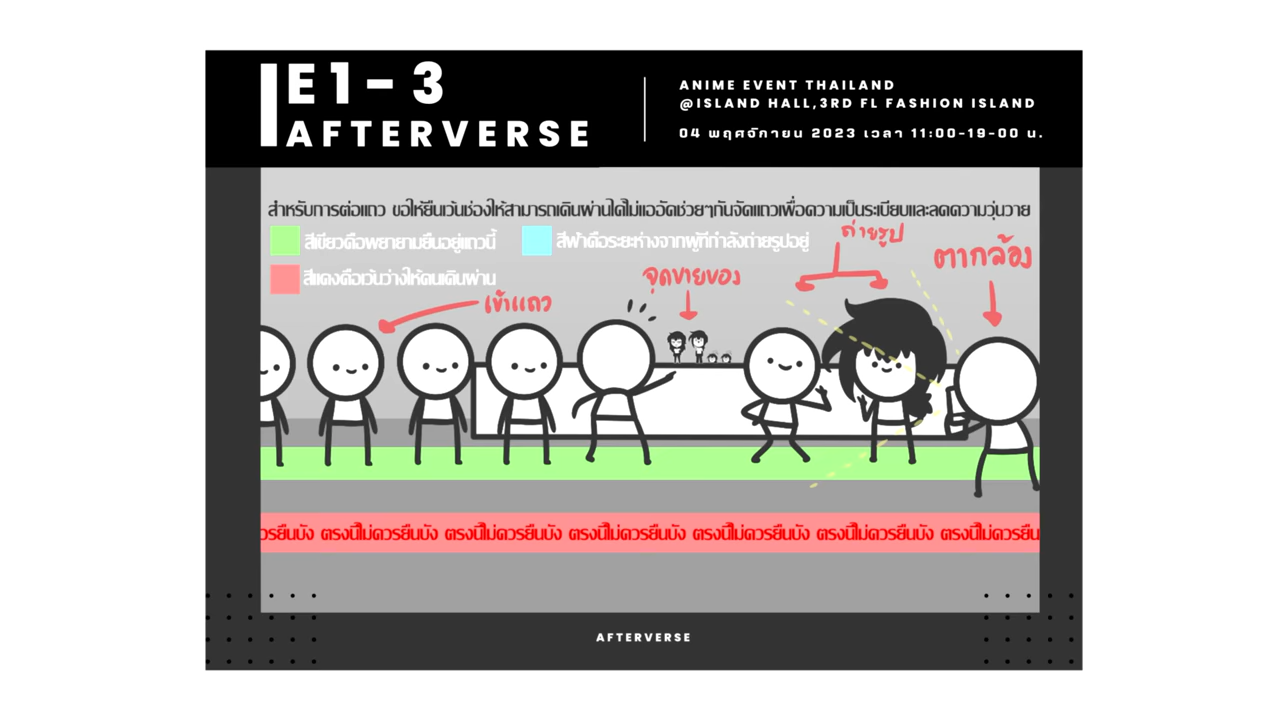 E1-3
AFTERVERSE
ANIME EVENT THAILAND
@ISLAND HALL,3RD FL FASHION ISLAND
04 พฤศจิกายน 2023 เวลา 11:00-19-00 น.
สำหรับการต่อแถว ขอให้ยืนเว้นช่องให้สามารถเดินผ่านได้ไม่แออัดช่วยๆกันจัดแถวเพื่อความเป็นระเบียบและลดความวุ่นวาย
สีเขียวคือพยายามยืนอยู่แถวนี้
สีฟ้าคือระยะห่างจากผู้ที่กำลังถ่ายรูปอยู่
สีแดงคือเว้นว่างให้คนเดินผ่าน
ถ่ายรูป
ตากล้อง
จุดขายของ
เข้าแถว
ควรยืนบัง ตรงนี้ไม่ควรยืนบัง ตรงนี้ไม่ควรยืนบัง ตรงนี้ไม่ควรยืนบัง ตรงนี้ไม่ควรยืนบัง ตรงนี้ไม่ควรยืนบัง ตรงนี้ไม่ควรยืน
AFTERVERSE